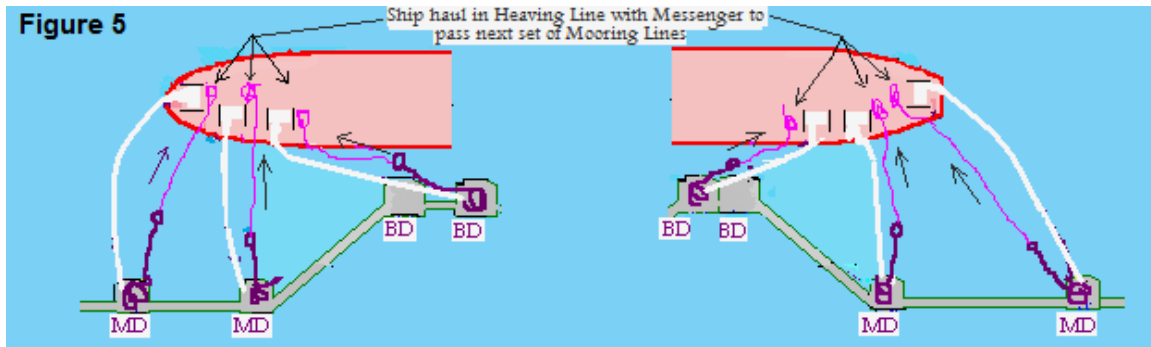 Figure 5
Ship haul in Heaving Line with Messenger to
pass next set of Mooring Lines
BD BD BD BD
MD MD MD MD